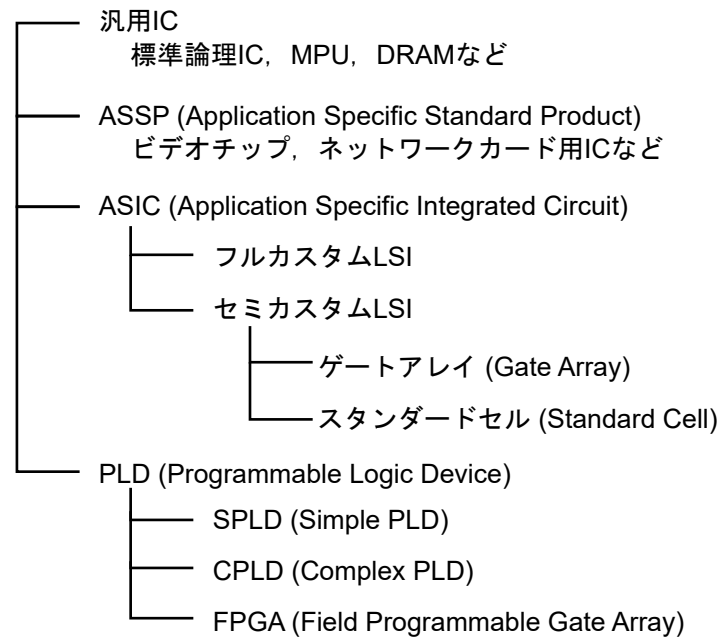 汎用IC
標準論理IC，MPU，DRAMなど
ASSP (Application Specific Standard Product)
ビデオチップ，ネットワークカード用ICなど
ASIC (Application Specific Integrated Circuit)
フルカスタムLSI
セミカスタムLSI
ゲートアレイ (Gate Array)
スタンダードセル (Standard Cell)
PLD (Programmable Logic Device)
SPLD (Simple PLD)
CPLD (Complex PLD)
FPGA (Field Programmable Gate Array)